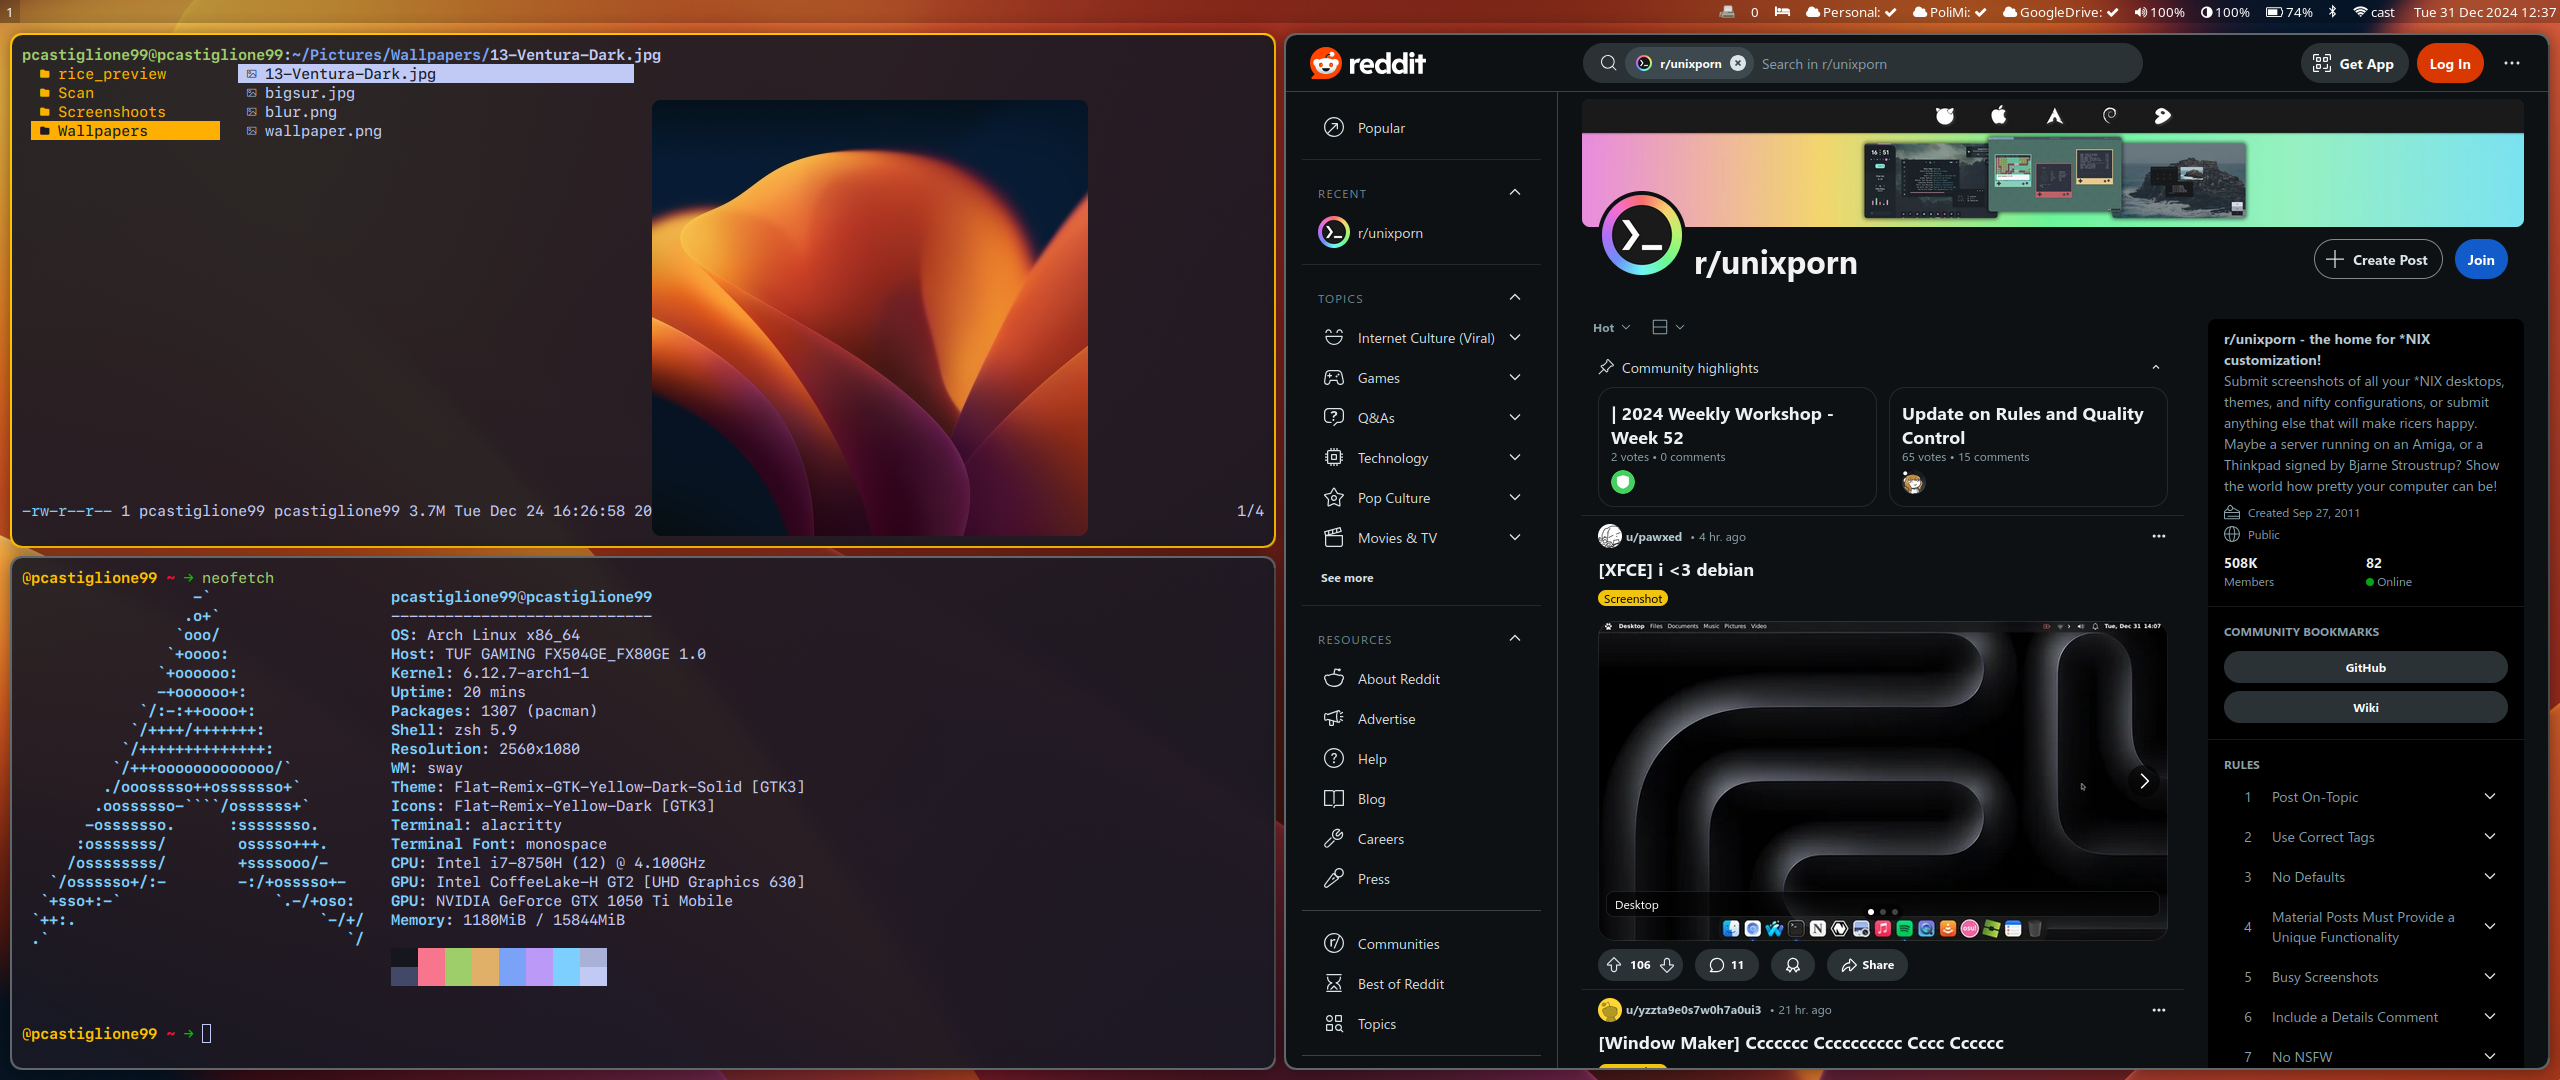 1
0 Personal: ✔ PoliMi: ✔ GoogleDrive: ✔ 100% 100% 74% cast Tue 31 Dec 2024 12:37
pcastiglione99@pcastiglione99:~/Pictures/Wallpapers/13-Ventura-Dark.jpg
rice_preview
Scan
Screenshoots
Wallpapers
13-Ventura-Dark.jpg
bigsur.jpg
blur.png
wallpaper.png
-rw-r--r-- 1 pcastiglione99 pcastiglione99 3.7M Tue Dec 24 16:26:58 20
1/4
@pcastiglione99 ~ → neofetch
pcastiglione99@pcastiglione99
-----------------------------
OS: Arch Linux x86_64
Host: TUF GAMING FX504GE_FX80GE 1.0
Kernel: 6.12.7-arch1-1
Uptime: 20 mins
Packages: 1307 (pacman)
Shell: zsh 5.9
Resolution: 2560x1080
WM: sway
Theme: Flat-Remix-GTK-Yellow-Dark-Solid [GTK3]
Icons: Flat-Remix-Yellow-Dark [GTK3]
Terminal: alacritty
Terminal Font: monospace
CPU: Intel i7-8750H (12) @ 4.100GHz
GPU: Intel CoffeeLake-H GT2 [UHD Graphics 630]
GPU: NVIDIA GeForce GTX 1050 Ti Mobile
Memory: 1180MiB / 15844MiB
@pcastiglione99 ~ →
reddit
r/unixporn
Search in r/unixporn
Get App
Log In
Popular
RECENT
r/unixporn
TOPICS
Internet Culture (Viral)
Games
Q&As
Technology
Pop Culture
Movies & TV
See more
RESOURCES
About Reddit
Advertise
Help
Blog
Careers
Press
Communities
Best of Reddit
Topics
r/unixporn
Create Post
Join
Hot
Community highlights
| 2024 Weekly Workshop -
Week 52
2 votes • 0 comments
Update on Rules and Quality
Control
65 votes • 15 comments
u/pawxed • 4 hr. ago
[XFCE] i <3 debian
Screenshot
Desktop Files Documents Music Pictures Video
Tue, Dec 31 14:07
Desktop
106
11
Share
u/yzzta9e0s7w0h7a0ui3 • 21 hr. ago
[Window Maker] Ccccccc Cccccccccc Cccc Cccccc
r/unixporn - the home for *NIX
customization!
Submit screenshots of all your *NIX desktops,
themes, and nifty configurations, or submit
anything else that will make ricers happy.
Maybe a server running on an Amiga, or a
Thinkpad signed by Bjarne Stroustrup? Show
the world how pretty your computer can be!
Created Sep 27, 2011
Public
508K
Members
82
Online
COMMUNITY BOOKMARKS
GitHub
Wiki
RULES
1 Post On-Topic
2 Use Correct Tags
3 No Defaults
4 Material Posts Must Provide a
Unique Functionality
5 Busy Screenshots
6 Include a Details Comment
7 No NSFW